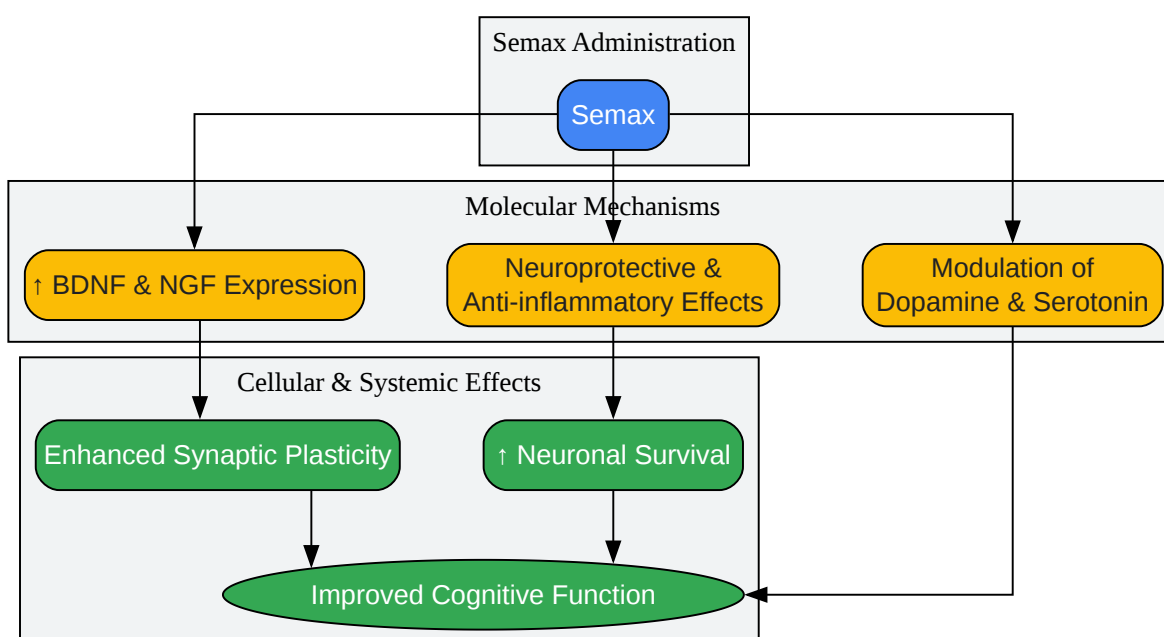 Semax Administration
Semax
Molecular Mechanisms
↑ BDNF & NGF Expression
Neuroprotective &
Anti-inflammatory Effects
Modulation of
Dopamine & Serotonin
Cellular & Systemic Effects
Enhanced Synaptic Plasticity
↑ Neuronal Survival
Improved Cognitive Function